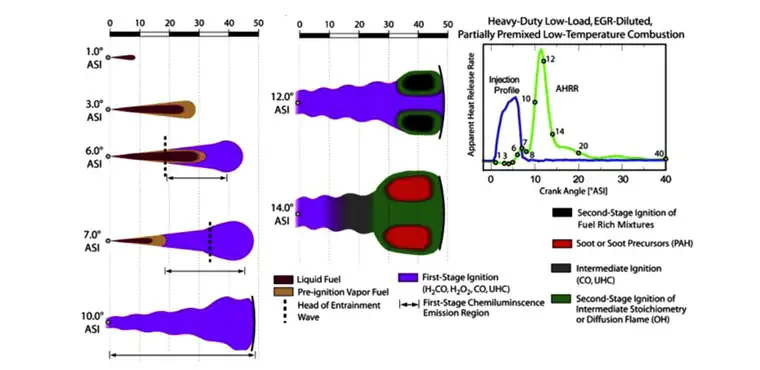 0 10 20 30 40 50
1.0°
ASI
3.0°
ASI
6.0°
ASI
7.0°
ASI
10.0°
ASI
0 10 20 30 40 50
12.0°
ASI
14.0°
ASI
Liquid Fuel
Pre-ignition Vapor Fuel
Head of Entrainment
Wave
First-Stage Ignition
(H₂CO, H₂O₂, CO, UHC)
First-Stage Chemiluminscence
Emission Region
Heavy-Duty Low-Load, EGR-Diluted,
Partially Premixed Low-Temperature Combustion
Apparent Heat Release Rate
Injection
Profile
AHRR
1 3 6 7 8 10 12 14 20 40
0 10 20 30 40
Crank Angle [°ASI]
Second-Stage Ignition of
Fuel Rich Mixtures
Soot or Soot Precursors (PAH)
Intermediate Ignition
(CO, UHC)
Second-Stage Ignition of
Intermediate Stoichiometry
or Diffusion Flame (OH)